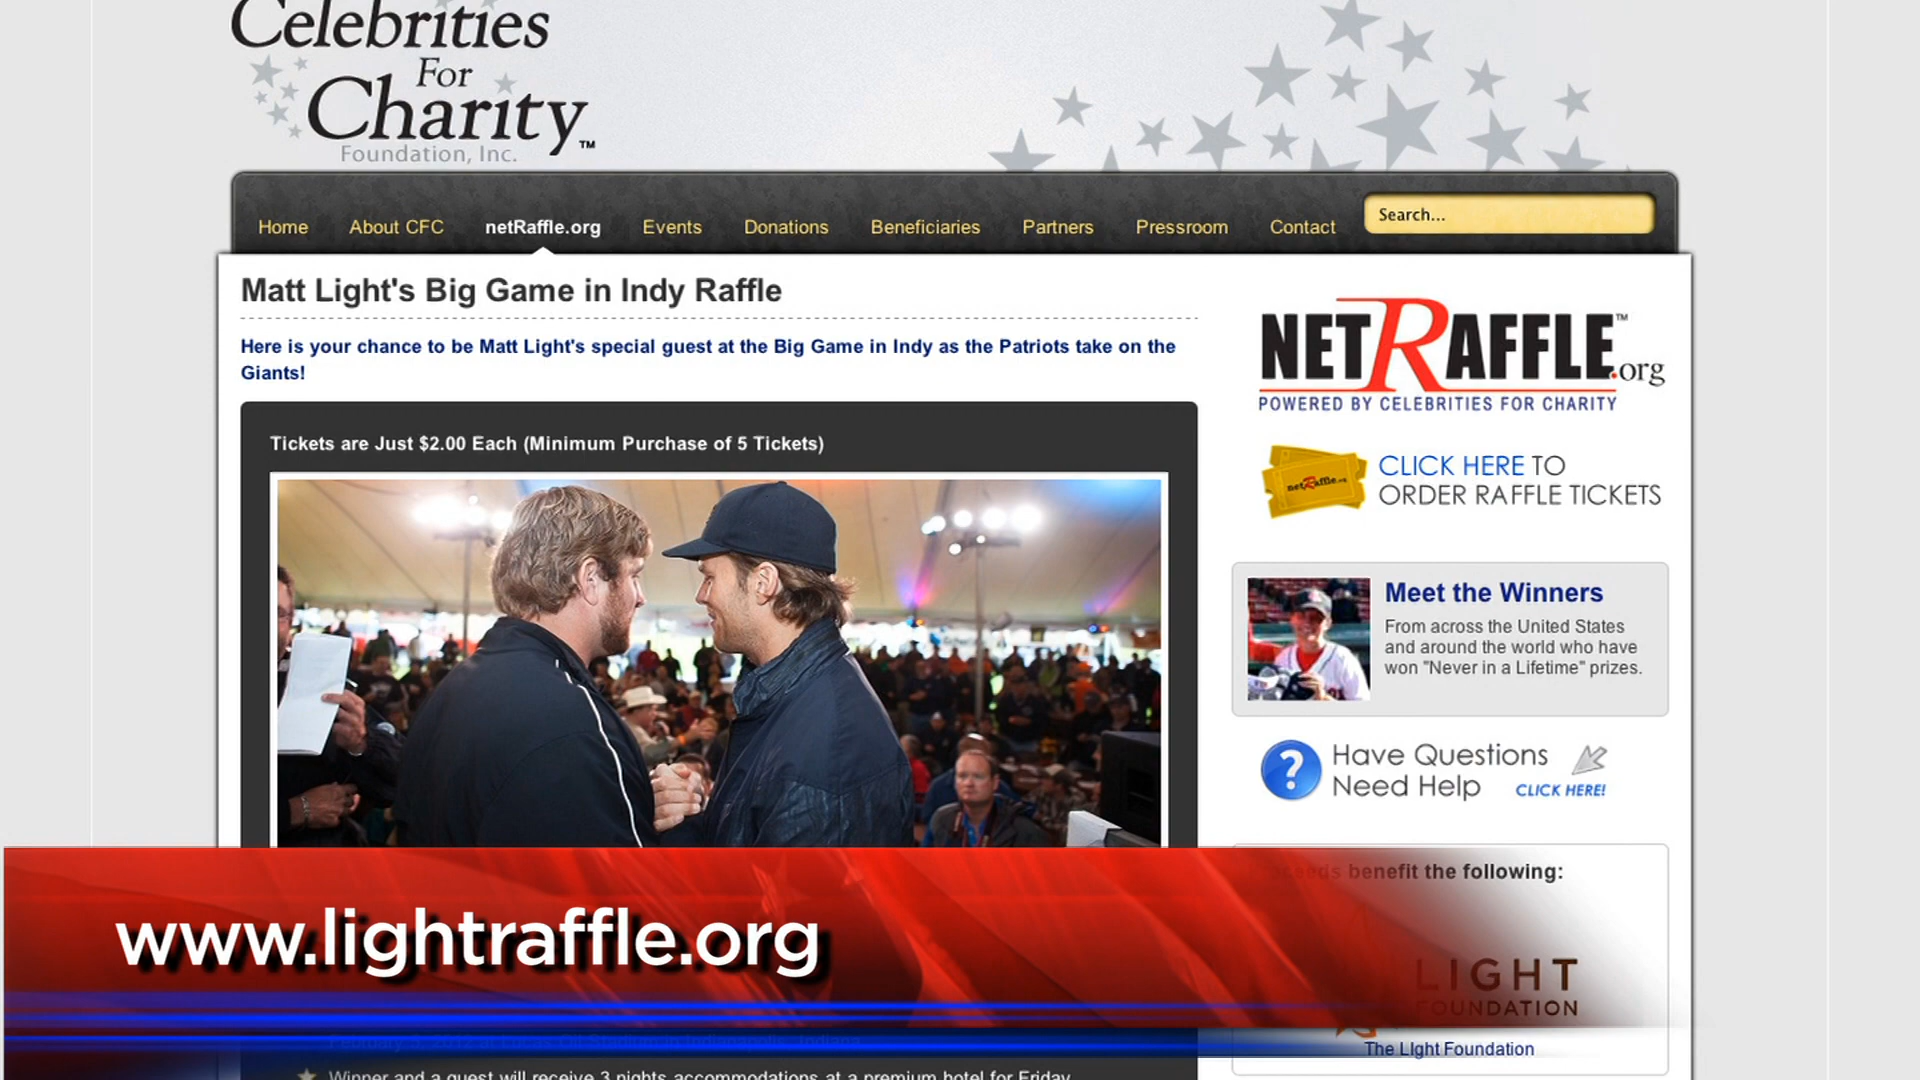 Celebrities
For
Charity™
Foundation, Inc.
Home About CFC netRaffle.org Events Donations Beneficiaries Partners Pressroom Contact Search...
Matt Light's Big Game in Indy Raffle
Here is your chance to be Matt Light's special guest at the Big Game in Indy as the Patriots take on the
Giants!
Tickets are Just $2.00 Each (Minimum Purchase of 5 Tickets)
NETRAFFLE.org™
POWERED BY CELEBRITIES FOR CHARITY
netRaffle.org
CLICK HERE TO
ORDER RAFFLE TICKETS
Meet the Winners
From across the United States
and around the world who have
won "Never in a Lifetime" prizes.
? Have Questions
Need Help CLICK HERE!
benefit the following:
LIGHT
FOUNDATION
The Light Foundation
www.lightraffle.org
Winner and a guest will receive 3 nights accommodations at a premium hotel for Friday,